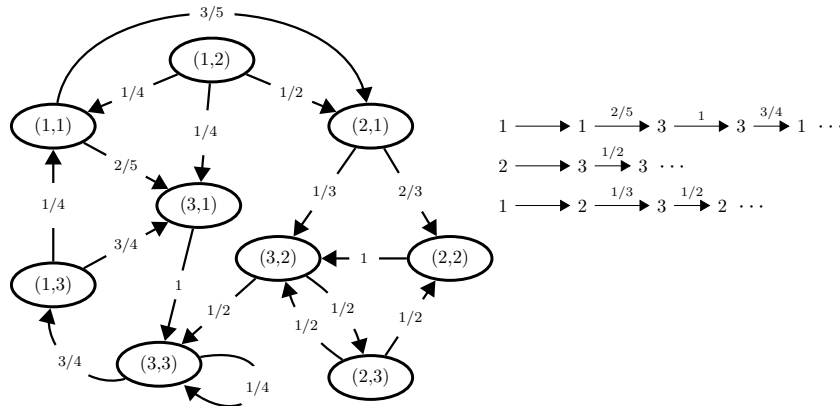 3/5
(1,2)
1/4 1/2
(1,1) (2,1)
1/4
2/5 1/3 2/3
1/4 (3,1)
3/4
(1,3) (3,2) 1 (2,2)
1
1/2 1/2 1/2 1/2
3/4 (3,3) (2,3)
1/4
1 1 2/5 3 1 3 3/4 1 ···
2 3 1/2 3 ···
1 2 1/3 3 1/2 2 ···